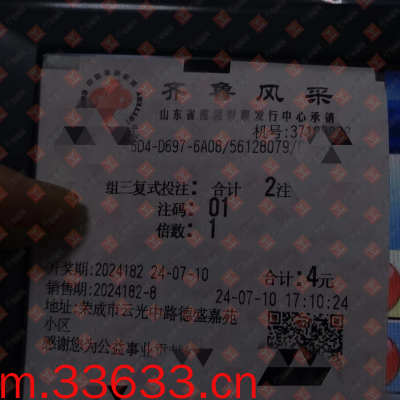 齐鲁风采
山东省福利彩票发行中心承销
机号:371
6D4-D697-6A08/56128079/
组三复式投注: 合计 2注
注码: 01
倍数: 1
开奖期:2024182 24-07-10 合计:4元
销售期:2024182-8 24-07-10 17:10:24
地址:荣成市云光中路德盛嘉苑
小区
感谢您为公益事业
m.33633.cn